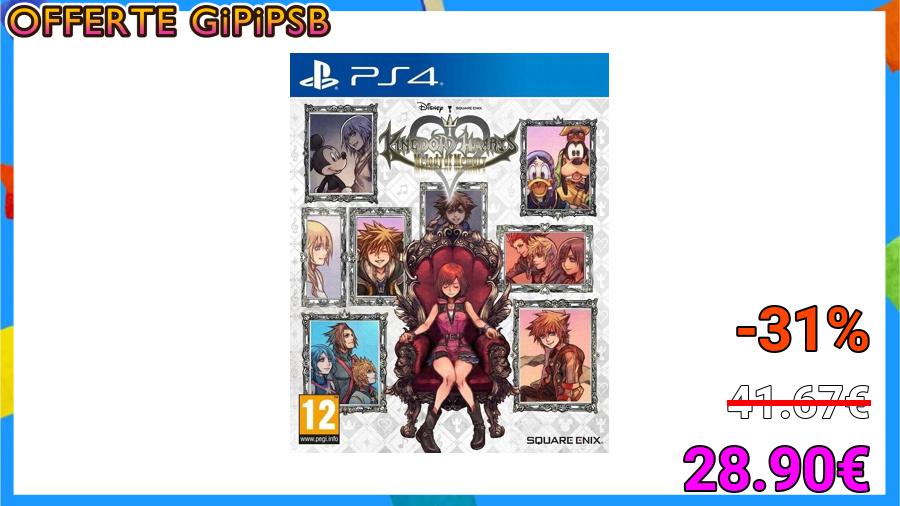 OFFERTE GiPiPSB
PS4
Disney SQUARE ENIX
KINGDOM HEARTS
Melody of Memory
-31%
41.67€
28.90€
12
www.pegi.info
SQUARE ENIX